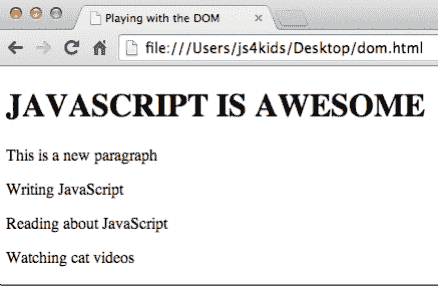 Playing with the DOM
file:///Users/js4kids/Desktop/dom.html
JAVASCRIPT IS AWESOME
This is a new paragraph
Writing JavaScript
Reading about JavaScript
Watching cat videos